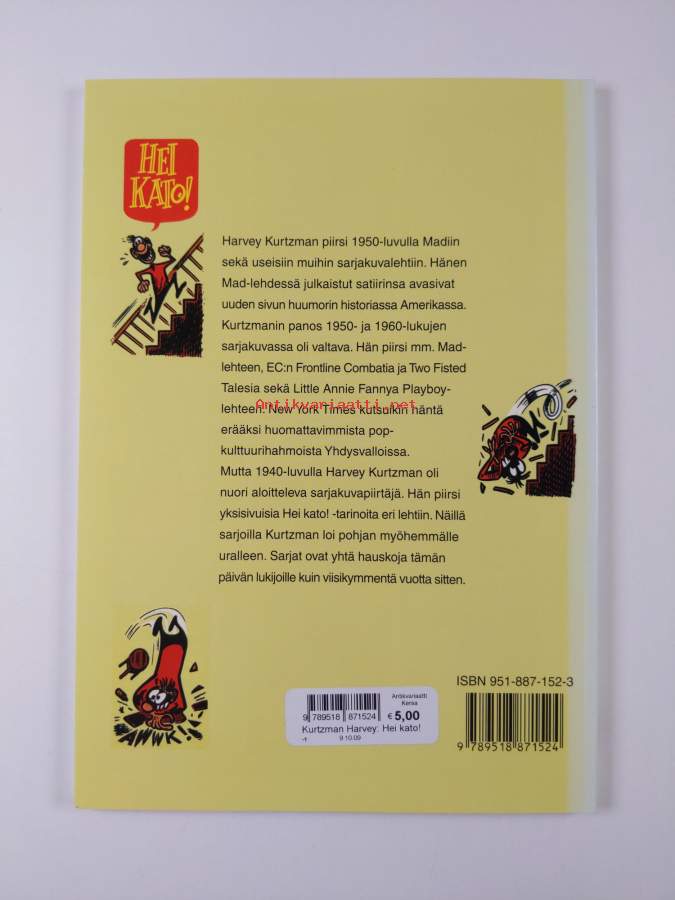 HEI
KATO!
Harvey Kurtzman piirsi 1950-luvulla Madiin
sekä useisiin muihin sarjakuvalehtiin. Hänen
Mad-lehdessä julkaistut satiirinsa avasivat
uuden sivun huumorin historiassa Amerikassa.
Kurtzmanin panos 1950- ja 1960-lukujen
sarjakuvassa oli valtava. Hän piirsi mm. Mad-
lehteen, EC:n Frontline Combatia ja Two Fisted
Talesia sekä Little Annie Fannya Playboy-
Antikvariaatti.net
lehteen. New York Times kutsuikin häntä
erääksi huomattavimmista pop-
kulttuurihahmoista Yhdysvalloissa.
Mutta 1940-luvulla Harvey Kurtzman oli
nuori aloitteleva sarjakuvapiirtäjä. Hän piirsi
yksisivuisia Hei kato! -tarinoita eri lehtiin. Näillä
sarjoilla Kurtzman loi pohjan myöhemmälle
uralleen. Sarjat ovat yhtä hauskoja tämän
päivän lukijoille kuin viisikymmentä vuotta sitten.
AWWK!
Antikvariaatti
Kersa
9 789518 871524 € 5,00
Kurtzman Harvey: Hei kato!
-r 9 10.09
ISBN 951-887-152-3
9 789518 871524